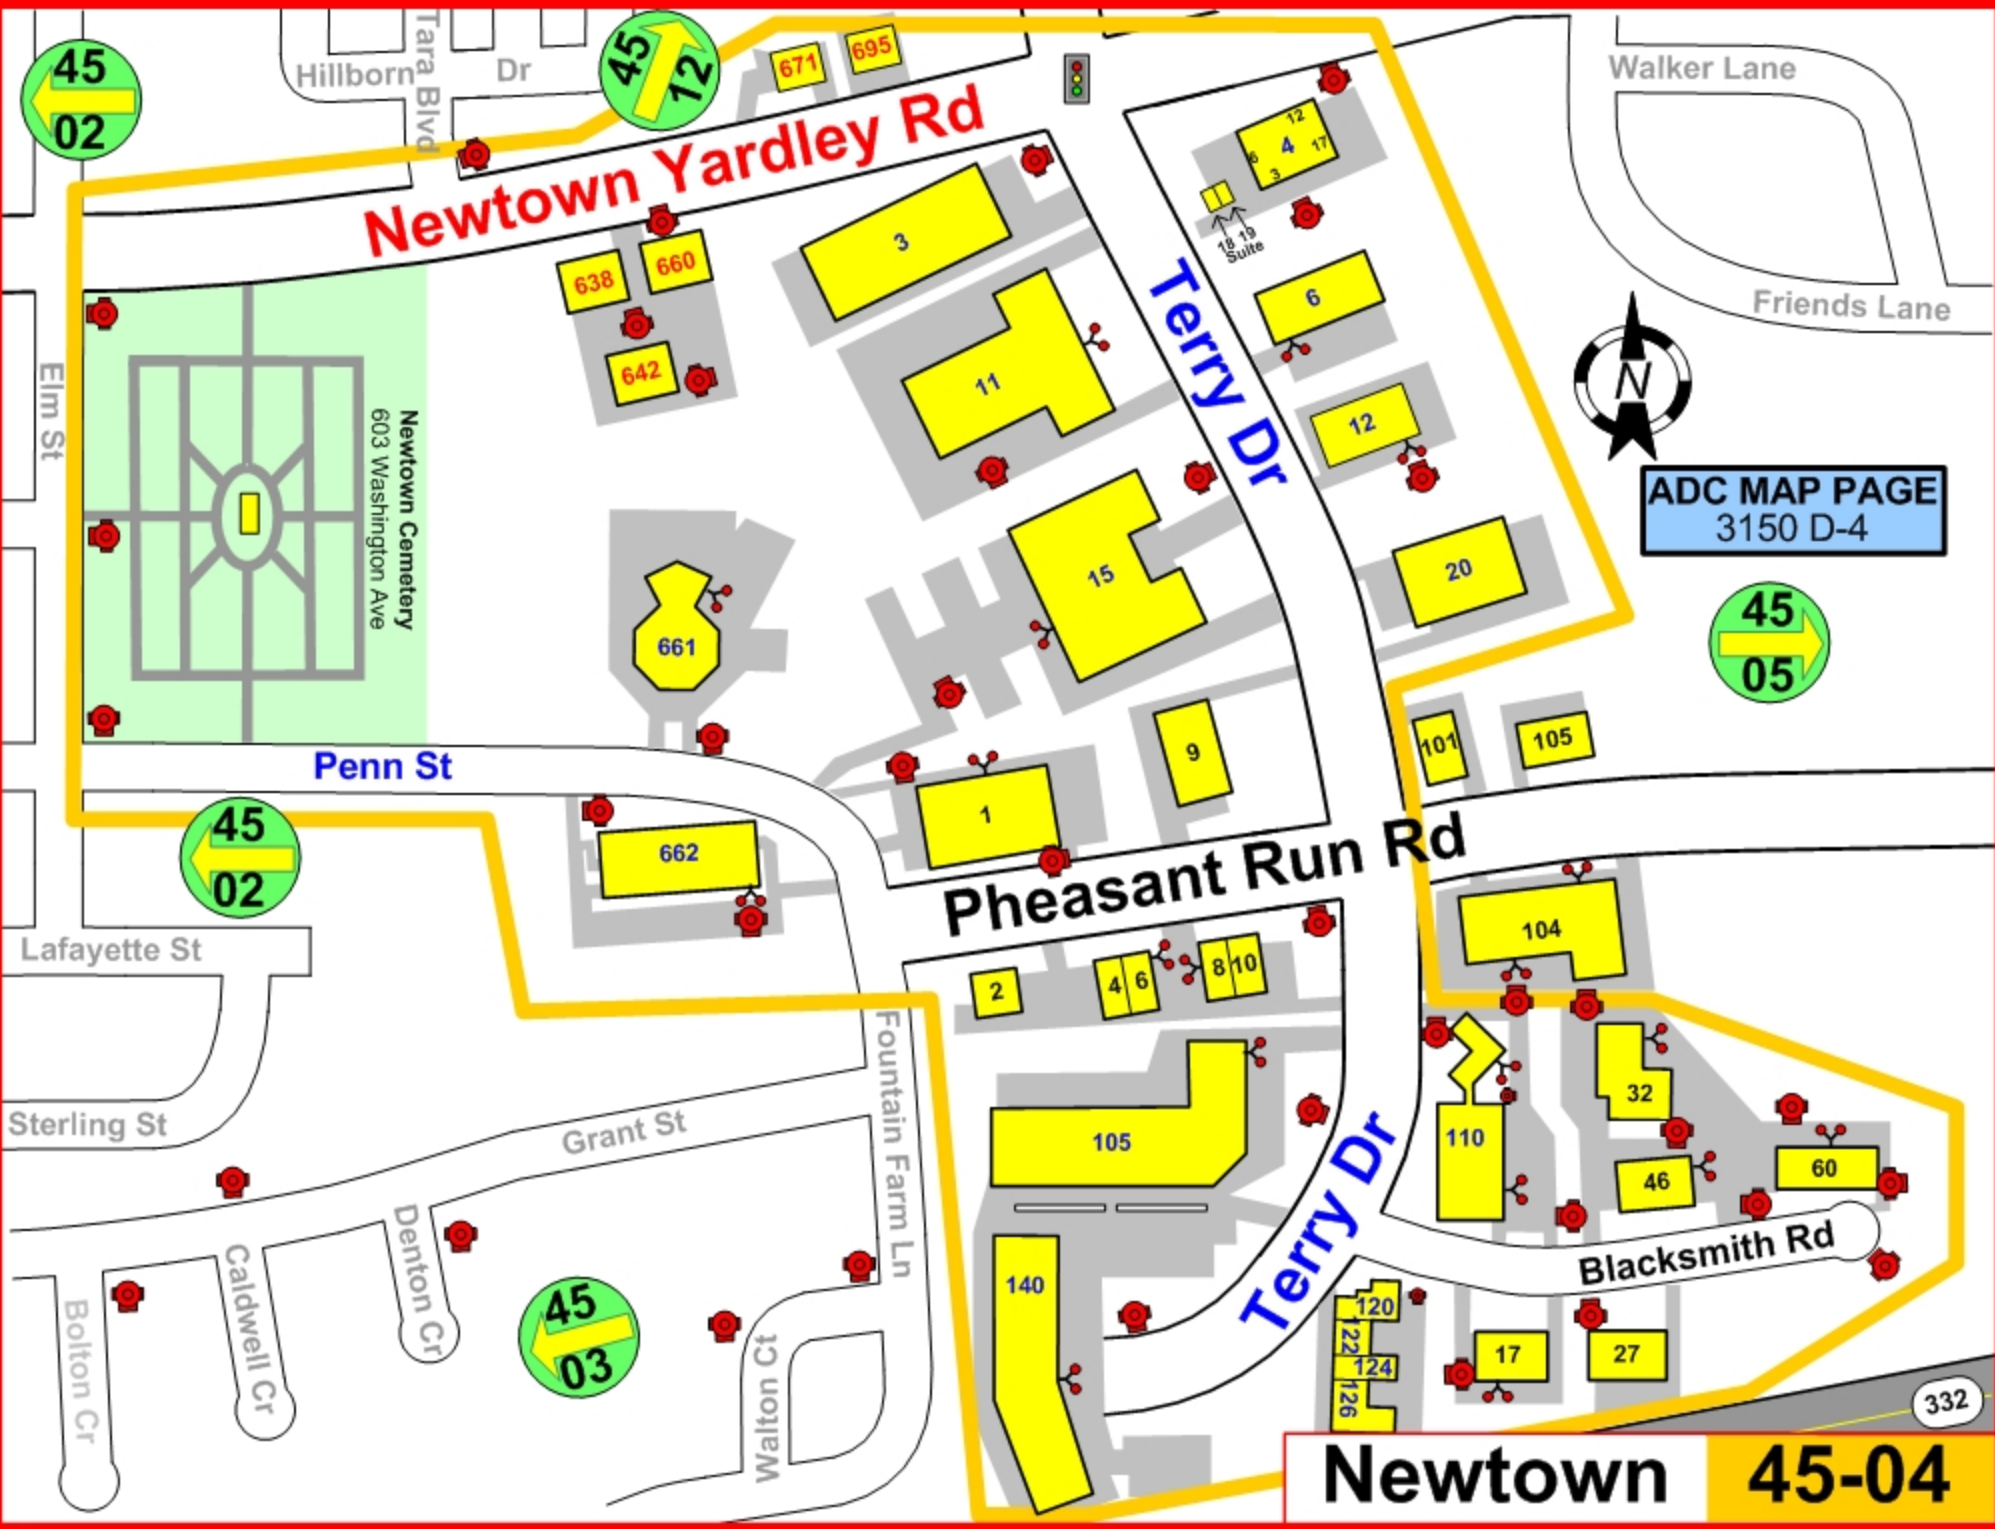 45
02
Hillborn
Dr
Tara Blvd
45
12
671
695
Newtown Yardley Rd
Walker Lane
Friends Lane
12
4
17
6
3
18 19
Suite
3
638
660
642
11
6
12
Terry Dr
N
ADC MAP PAGE
3150 D-4
Elm St
Newtown Cemetery
603 Washington Ave
15
20
45
05
661
Penn St
9
101
105
45
02
662
1
Pheasant Run Rd
104
Lafayette St
2
4
6
8
10
Sterling St
Grant St
Fountain Farm Ln
105
Terry Dr
110
32
46
60
Blacksmith Rd
Bolton Cr
Caldwell Cr
Denton Cr
45
03
Walton Ct
140
120
122
124
126
17
27
332
Newtown
45-04